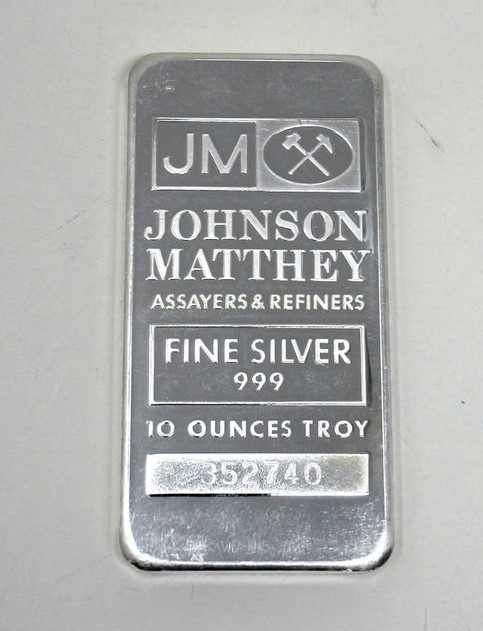 JM
JOHNSON
MATTHEY
ASSAYERS & REFINERS
FINE SILVER
999
10 OUNCES TROY
352740